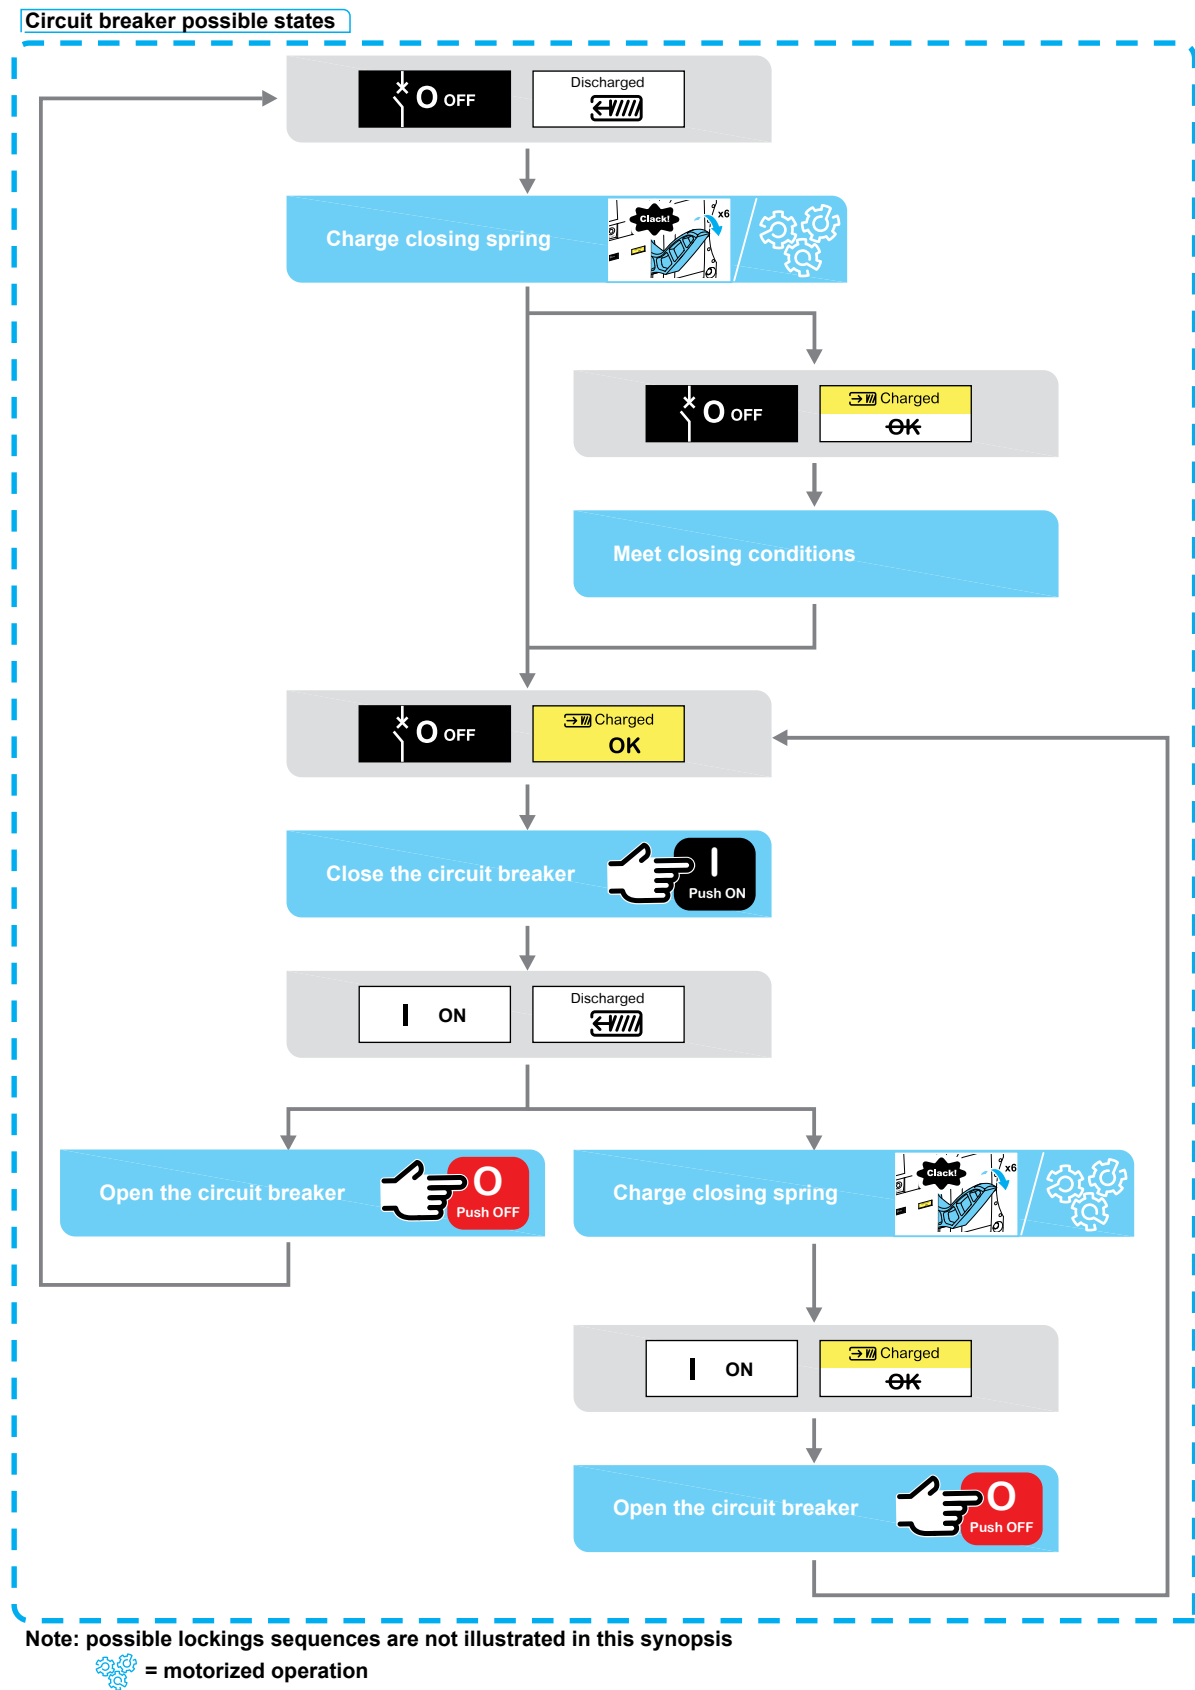 Circuit breaker possible states
O OFF
Discharged
Charge closing spring
Clack!
x6
O OFF
Charged
OK
Meet closing conditions
O OFF
Charged
OK
Close the circuit breaker
I
Push ON
I ON
Discharged
Open the circuit breaker
O
Push OFF
Charge closing spring
Clack!
x6
I ON
Charged
OK
Open the circuit breaker
O
Push OFF
Note: possible lockings sequences are not illustrated in this synopsis
= motorized operation